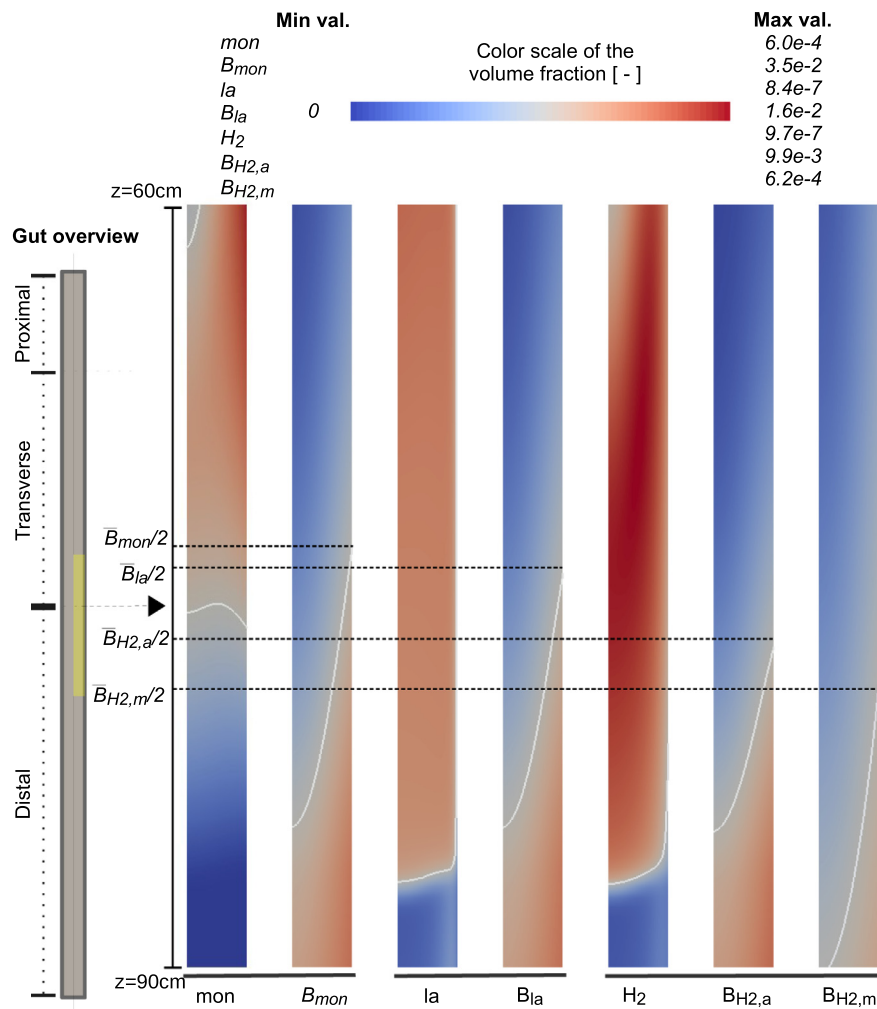 Min val.
Max val.
mon
B_mon
la
B_la
H_2
B_H2,a
B_H2,m
Color scale of the
volume fraction [ - ]
0
6.0e-4
3.5e-2
8.4e-7
1.6e-2
9.7e-7
9.9e-3
6.2e-4
z=60cm
Gut overview
Proximal
Transverse
Distal
B̅_mon/2
B̅_la/2
B̅_H2,a/2
B̅_H2,m/2
z=90cm
mon
B_mon
la
B_la
H_2
B_H2,a
B_H2,m